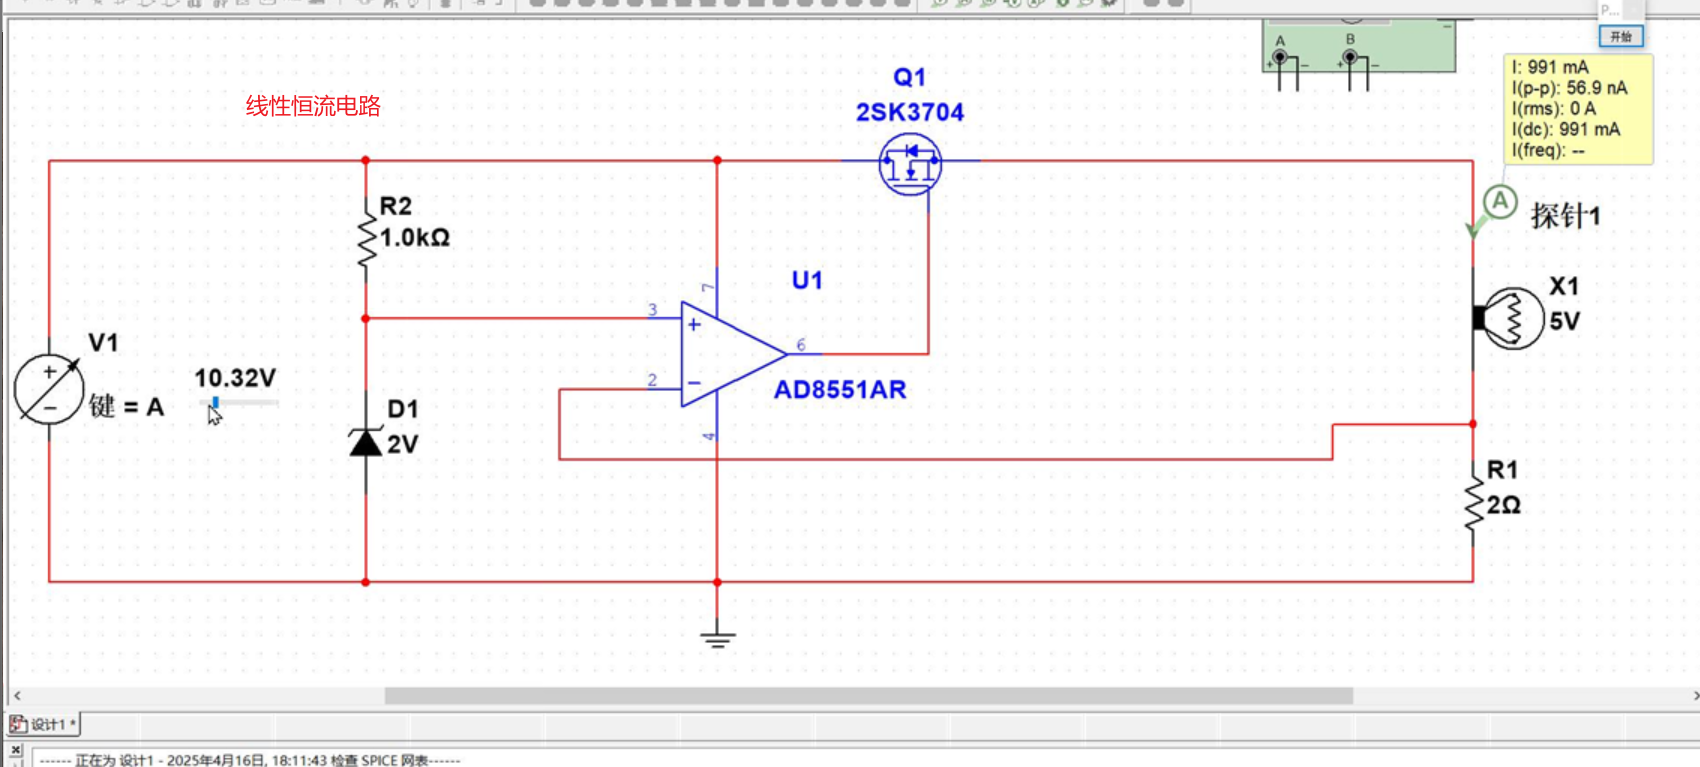 P...
开始
A
B
I: 991 mA
I(p-p): 56.9 nA
I(rms): 0 A
I(dc): 991 mA
I(freq): --
Q1
2SK3704
线性恒流电路
A
探针1
R2
1.0kΩ
U1
7
3
+
6
2
−
4
AD8551AR
X1
5V
V1
10.32V
键 = A
D1
2V
R1
2Ω
设计1 *
------ 正在为 设计1 - 2025年4月16日, 18:11:43 检查 SPICE 网表------